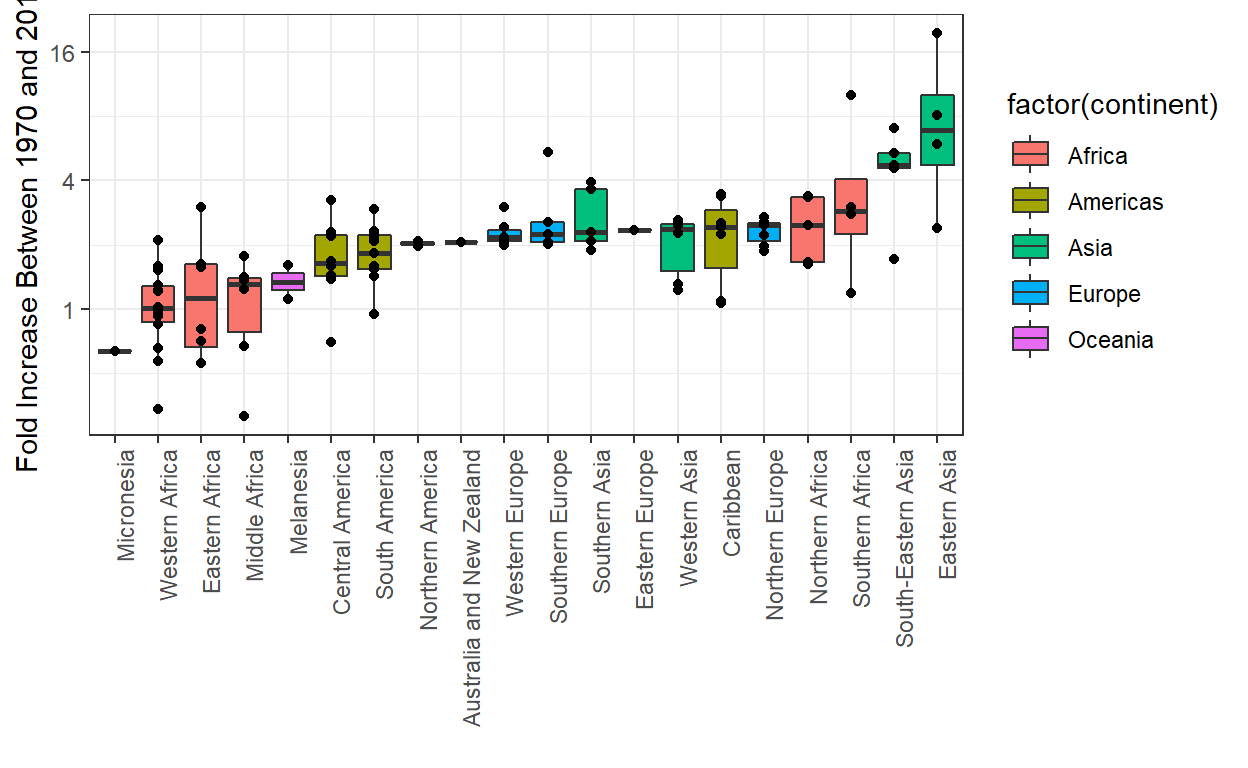 Fold Increase Between 1970 and 201
16
4
1
Micronesia
Western Africa
Eastern Africa
Middle Africa
Melanesia
Central America
South America
Northern America
Australia and New Zealand
Western Europe
Southern Europe
Southern Asia
Eastern Europe
Western Asia
Caribbean
Northern Europe
Northern Africa
Southern Africa
South-Eastern Asia
Eastern Asia
factor(continent)
Africa
Americas
Asia
Europe
Oceania